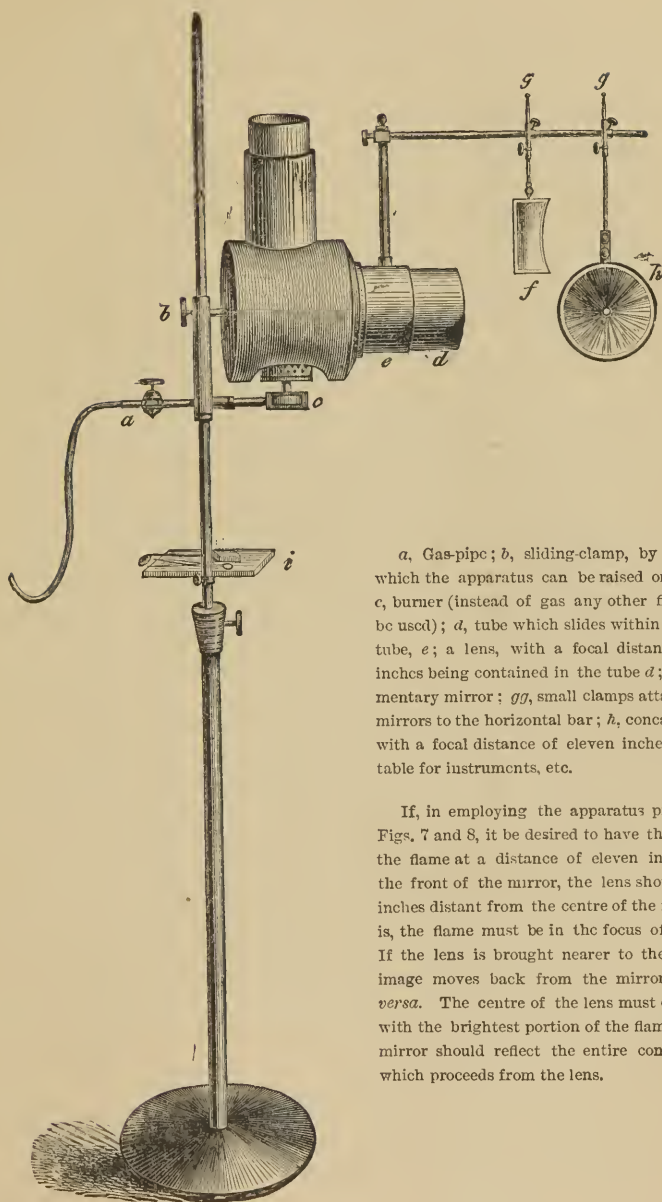 g g
h
f
b
e d
a c
i
a, Gas-pipe; b, sliding-clamp, by
which the apparatus can be raised or
c, burner (instead of gas any other f
be used); d, tube which slides within
tube, e; a lens, with a focal distan
inches being contained in the tube d;
mentary mirror; gg, small clamps atta
mirrors to the horizontal bar; h, conca
with a focal distance of eleven inche
table for instruments, etc.
If, in employing the apparatus p
Figs. 7 and 8, it be desired to have th
the flame at a distance of eleven in
the front of the mirror, the lens sho
inches distant from the centre of the
is, the flame must be in the focus of
If the lens is brought nearer to the
image moves back from the mirror
versa. The centre of the lens must
with the brightest portion of the flam
mirror should reflect the entire con
which proceeds from the lens.